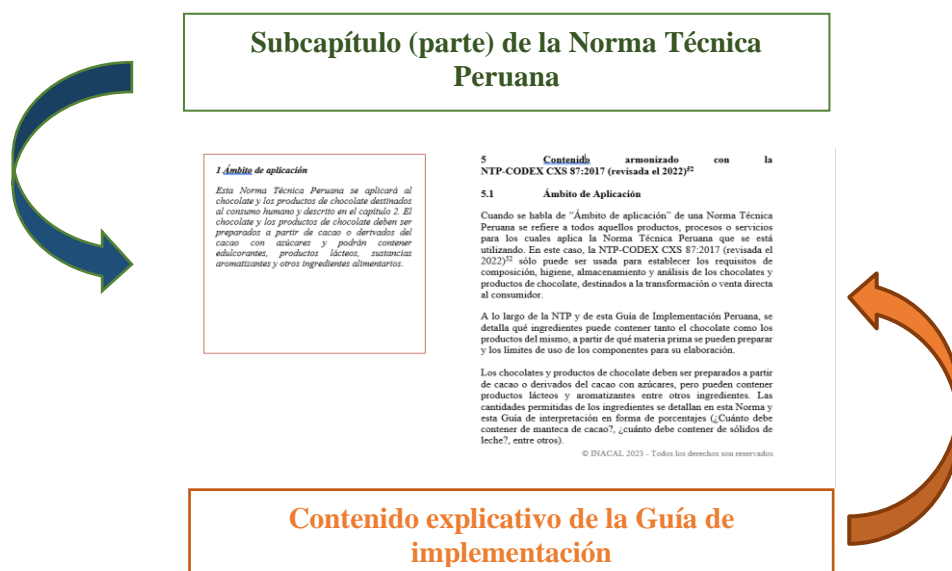 Subcapítulo (parte) de la Norma Técnica
Peruana
1 Ámbito de aplicación
Esta Norma Técnica Peruana se aplicará al
chocolate y los productos de chocolate destinados
al consumo humano y descrito en el capitulo 2. El
chocolate y los productos de chocolate deben ser
preparados a partir de cacao o derivados del
cacao con azúcares y podrán contener
edulcorantes, productos lácteos, sustancias
aromatizantes y otros ingredientes alimentarios.
5 Contenido armonizado con la
NTP-CODEX CXS 87:2017 (revisada el 2022)52
5.1 Ámbito de Aplicación
Cuando se habla de “Ámbito de aplicación” de una Norma Técnica
Peruana se refiere a todos aquellos productos, procesos o servicios
para los cuales aplica la Norma Técnica Peruana que se está
utilizando. En este caso, la NTP-CODEX CXS 87:2017 (revisada el
2022)52 sólo puede ser usada para establecer los requisitos de
composición, higiene, almacenamiento y análisis de los chocolates y
productos de chocolate, destinados a la transformación o venta directa
al consumidor.
A lo largo de la NTP y de esta Guía de Implementación Peruana, se
detalla qué ingredientes puede contener tanto el chocolate como los
productos del mismo, a partir de qué materia prima se pueden preparar
y los límites de uso de los componentes para su elaboración.
Los chocolates y productos de chocolate deben ser preparados a partir
de cacao o derivados del cacao con azúcares, pero pueden contener
productos lácteos y aromatizantes entre otros ingredientes. Las
cantidades permitidas de los ingredientes se detallan en esta Norma y
esta Guía de interpretación en forma de porcentajes (¿Cuánto debe
contener de manteca de cacao?, ¿cuánto debe contener de sólidos de
leche?, entre otros).
© INACAL 2023 - Todos los derechos son reservados
Contenido explicativo de la Guía de
implementación